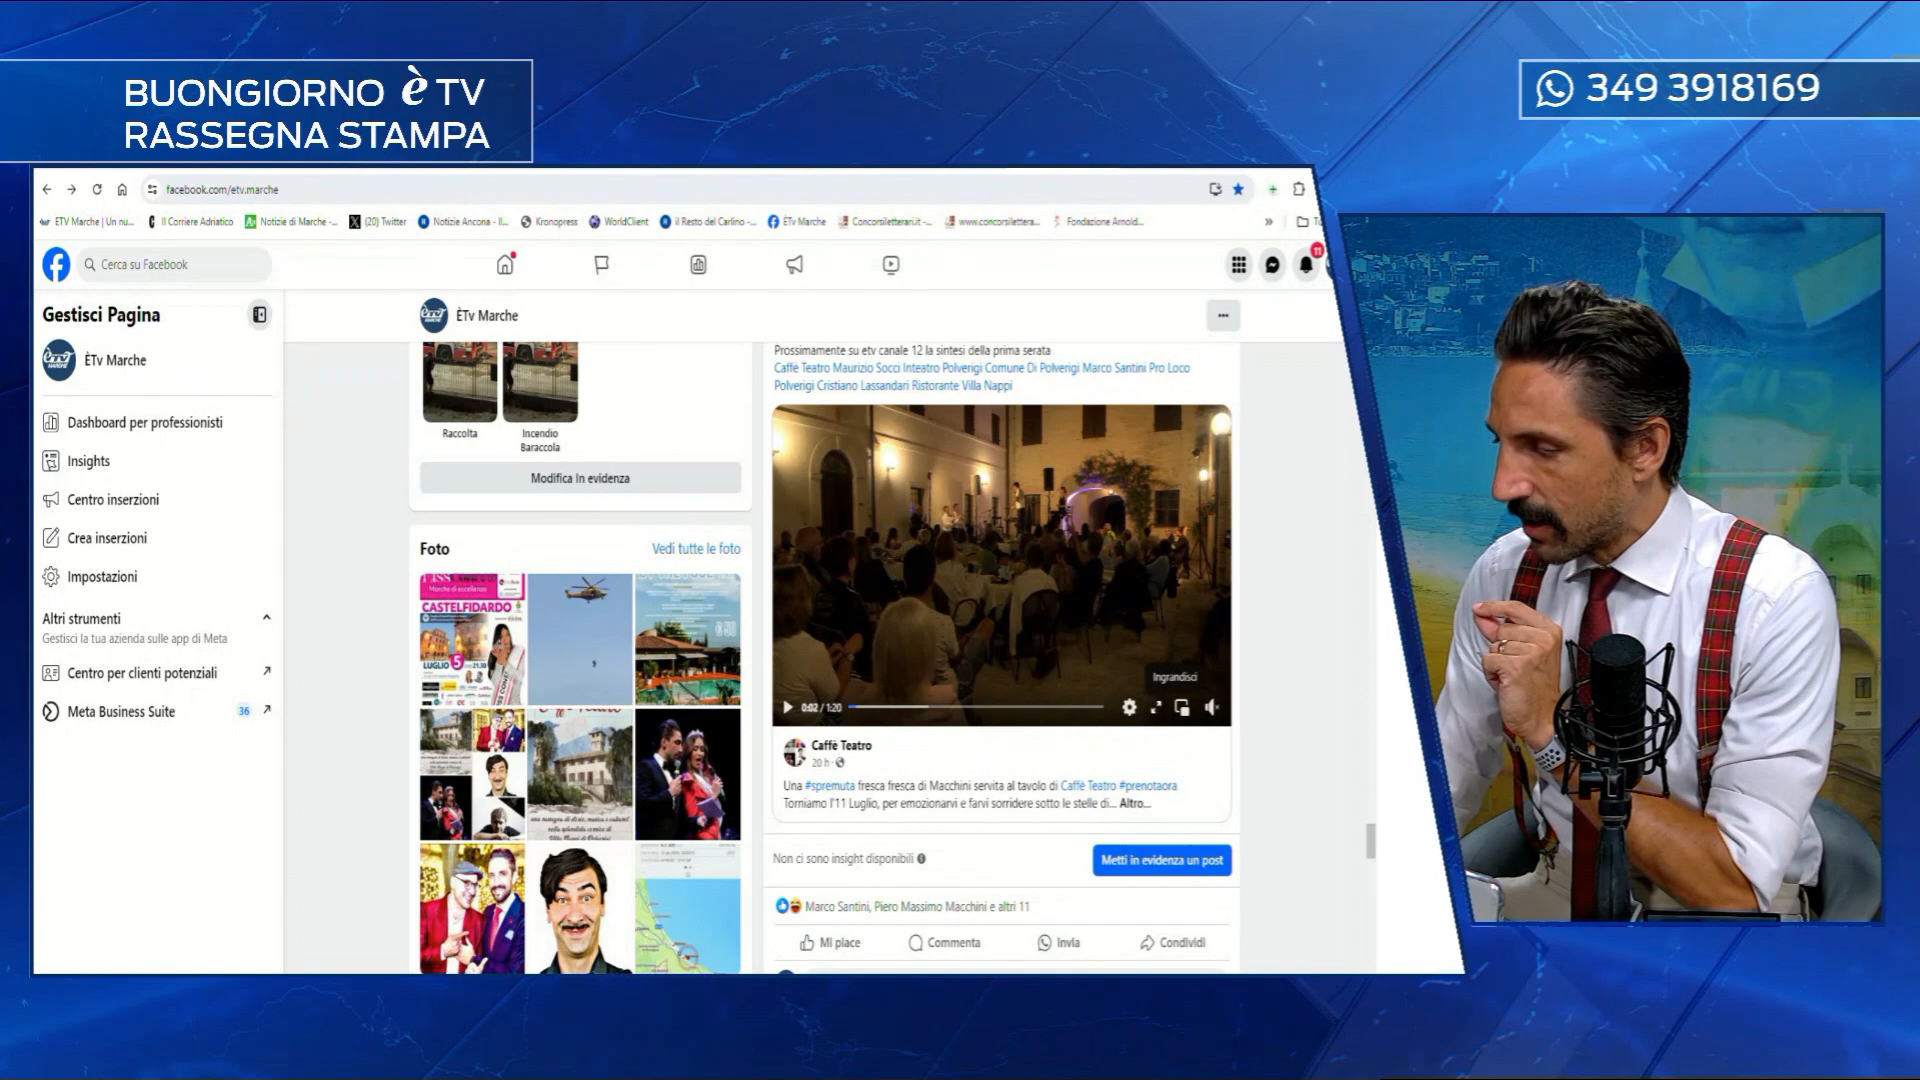 BUONGIORNO è TV
RASSEGNA STAMPA
349 3918169
facebook.com/etv.marche
ETV Marche | Un nu...
Il Corriere Adriatico
Notizie di Marche -...
(20) Twitter
Notizie Ancona - Il...
Kronopress
WorldClient
il Resto del Carlino -...
ÈTv Marche
Concorsiletterari.it -...
www.concorsilettera...
Fondazione Arnold...
Cerca su Facebook
11
Gestisci Pagina
ÈTv Marche
Dashboard per professionisti
Insights
Centro inserzioni
Crea inserzioni
Impostazioni
Altri strumenti
Gestisci la tua azienda sulle app di Meta
Centro per clienti potenziali
Meta Business Suite
36
ÈTv Marche
Raccolta
Incendio
Baraccola
Modifica In evidenza
Foto
Vedi tutte le foto
Marche di eccellenza
CASTELFIDARDO
LUGLIO 5
Prossimamente su etv canale 12 la sintesi della prima serata
Caffè Teatro Maurizio Socci Inteatro Polverigi Comune Di Polverigi Marco Santini Pro Loco
Polverigi Cristiano Lassandari Ristorante Villa Nappi
Ingrandisci
0:02 / 1:20
Caffè Teatro
20 h
Una #spremuta fresca fresca di Macchini servita al tavolo di Caffè Teatro #prenotaora
Torniamo l'11 Luglio, per emozionarvi e farvi sorridere sotto le stelle di... Altro...
Non ci sono insight disponibili
Metti in evidenza un post
Marco Santini, Piero Massimo Macchini e altri 11
Mi piace
Commenta
Invia
Condividi